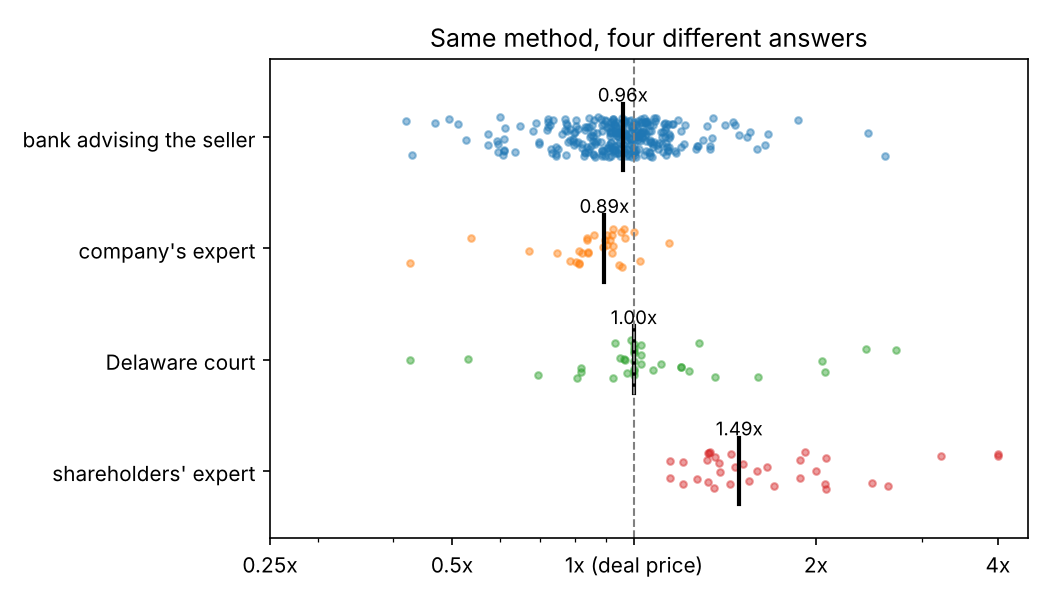 Same method, four different answers
0.96x
bank advising the seller
0.89x
company's expert
1.00x
Delaware court
1.49x
shareholders' expert
0.25x
0.5x
1x (deal price)
2x
4x